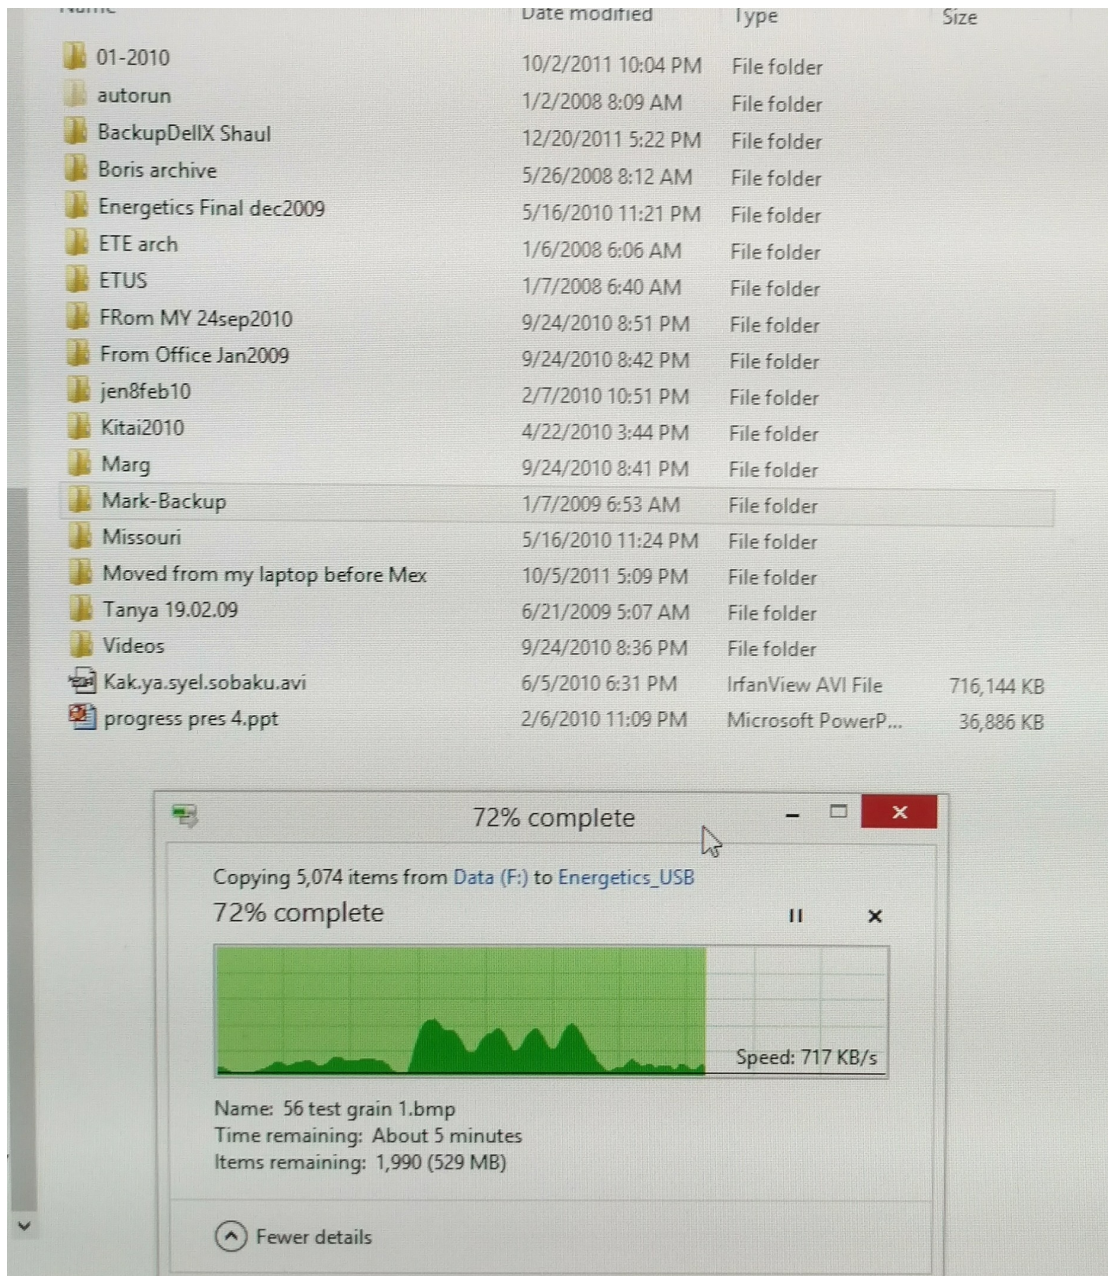 Name Date modified Type Size
01-2010 10/2/2011 10:04 PM File folder
autorun 1/2/2008 8:09 AM File folder
BackupDellX Shaul 12/20/2011 5:22 PM File folder
Boris archive 5/26/2008 8:12 AM File folder
Energetics Final dec2009 5/16/2010 11:21 PM File folder
ETE arch 1/6/2008 6:06 AM File folder
ETUS 1/7/2008 6:40 AM File folder
FRom MY 24sep2010 9/24/2010 8:51 PM File folder
From Office Jan2009 9/24/2010 8:42 PM File folder
jen8feb10 2/7/2010 10:51 PM File folder
Kitai2010 4/22/2010 3:44 PM File folder
Marg 9/24/2010 8:41 PM File folder
Mark-Backup 1/7/2009 6:53 AM File folder
Missouri 5/16/2010 11:24 PM File folder
Moved from my laptop before Mex 10/5/2011 5:09 PM File folder
Tanya 19.02.09 6/21/2009 5:07 AM File folder
Videos 9/24/2010 8:36 PM File folder
Kak.ya.syel.sobaku.avi 6/5/2010 6:31 PM IrfanView AVI File 716,144 KB
progress pres 4.ppt 2/6/2010 11:09 PM Microsoft PowerP... 36,886 KB
72% complete
Copying 5,074 items from Data (F:) to Energetics_USB
72% complete
Speed: 717 KB/s
Name: 56 test grain 1.bmp
Time remaining: About 5 minutes
Items remaining: 1,990 (529 MB)
Fewer details